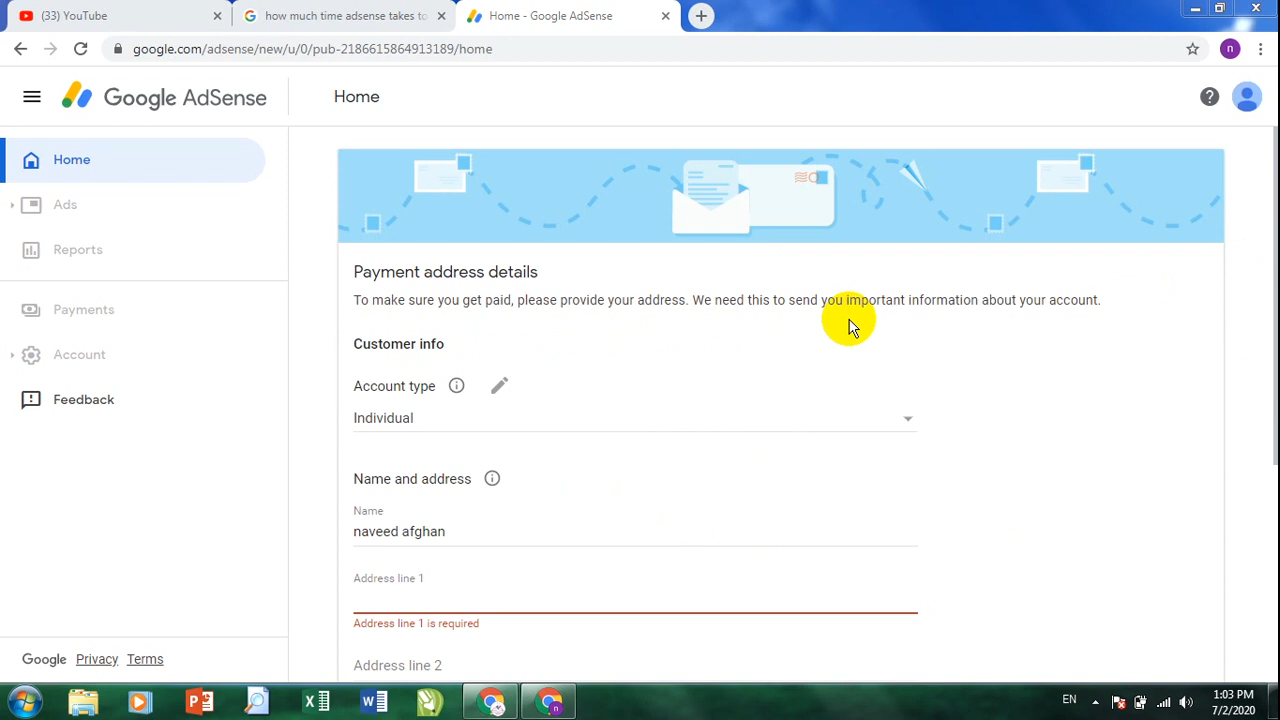 (33) YouTube
how much time adsense takes to
Home - Google AdSense
google.com/adsense/new/u/0/pub-2186615864913189/home
n
Google AdSense
Home
Home
Ads
Reports
Payments
Account
Feedback
Payment address details
To make sure you get paid, please provide your address. We need this to send you important information about your account.
Customer info
Account type
Individual
Name and address
Name
naveed afghan
Address line 1
Address line 1 is required
Address line 2
Google Privacy Terms
EN
1:03 PM
7/2/2020